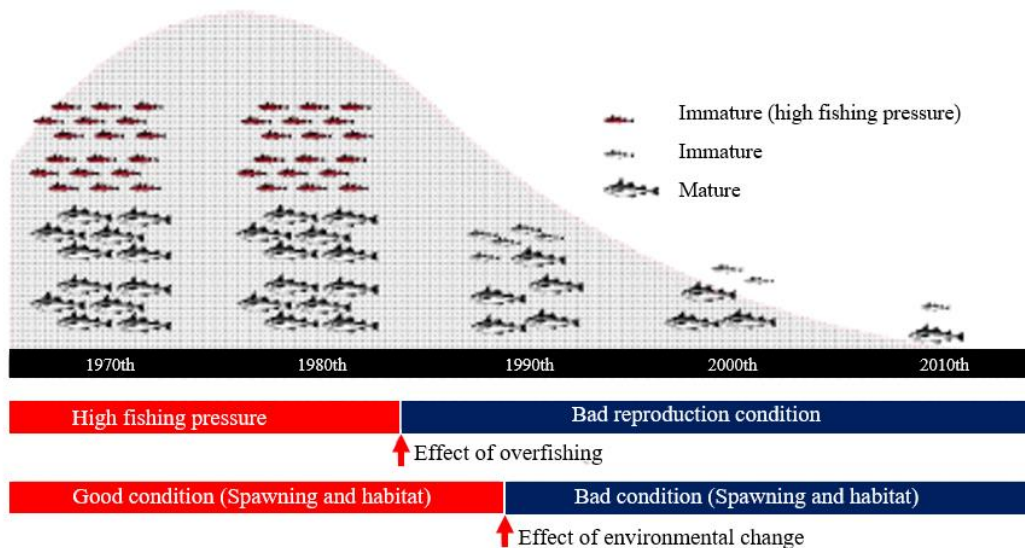 Immature (high fishing pressure)
Immature
Mature
1970th 1980th 1990th 2000th 2010th
High fishing pressure Bad reproduction condition
Effect of overfishing
Good condition (Spawning and habitat) Bad condition (Spawning and habitat)
Effect of environmental change